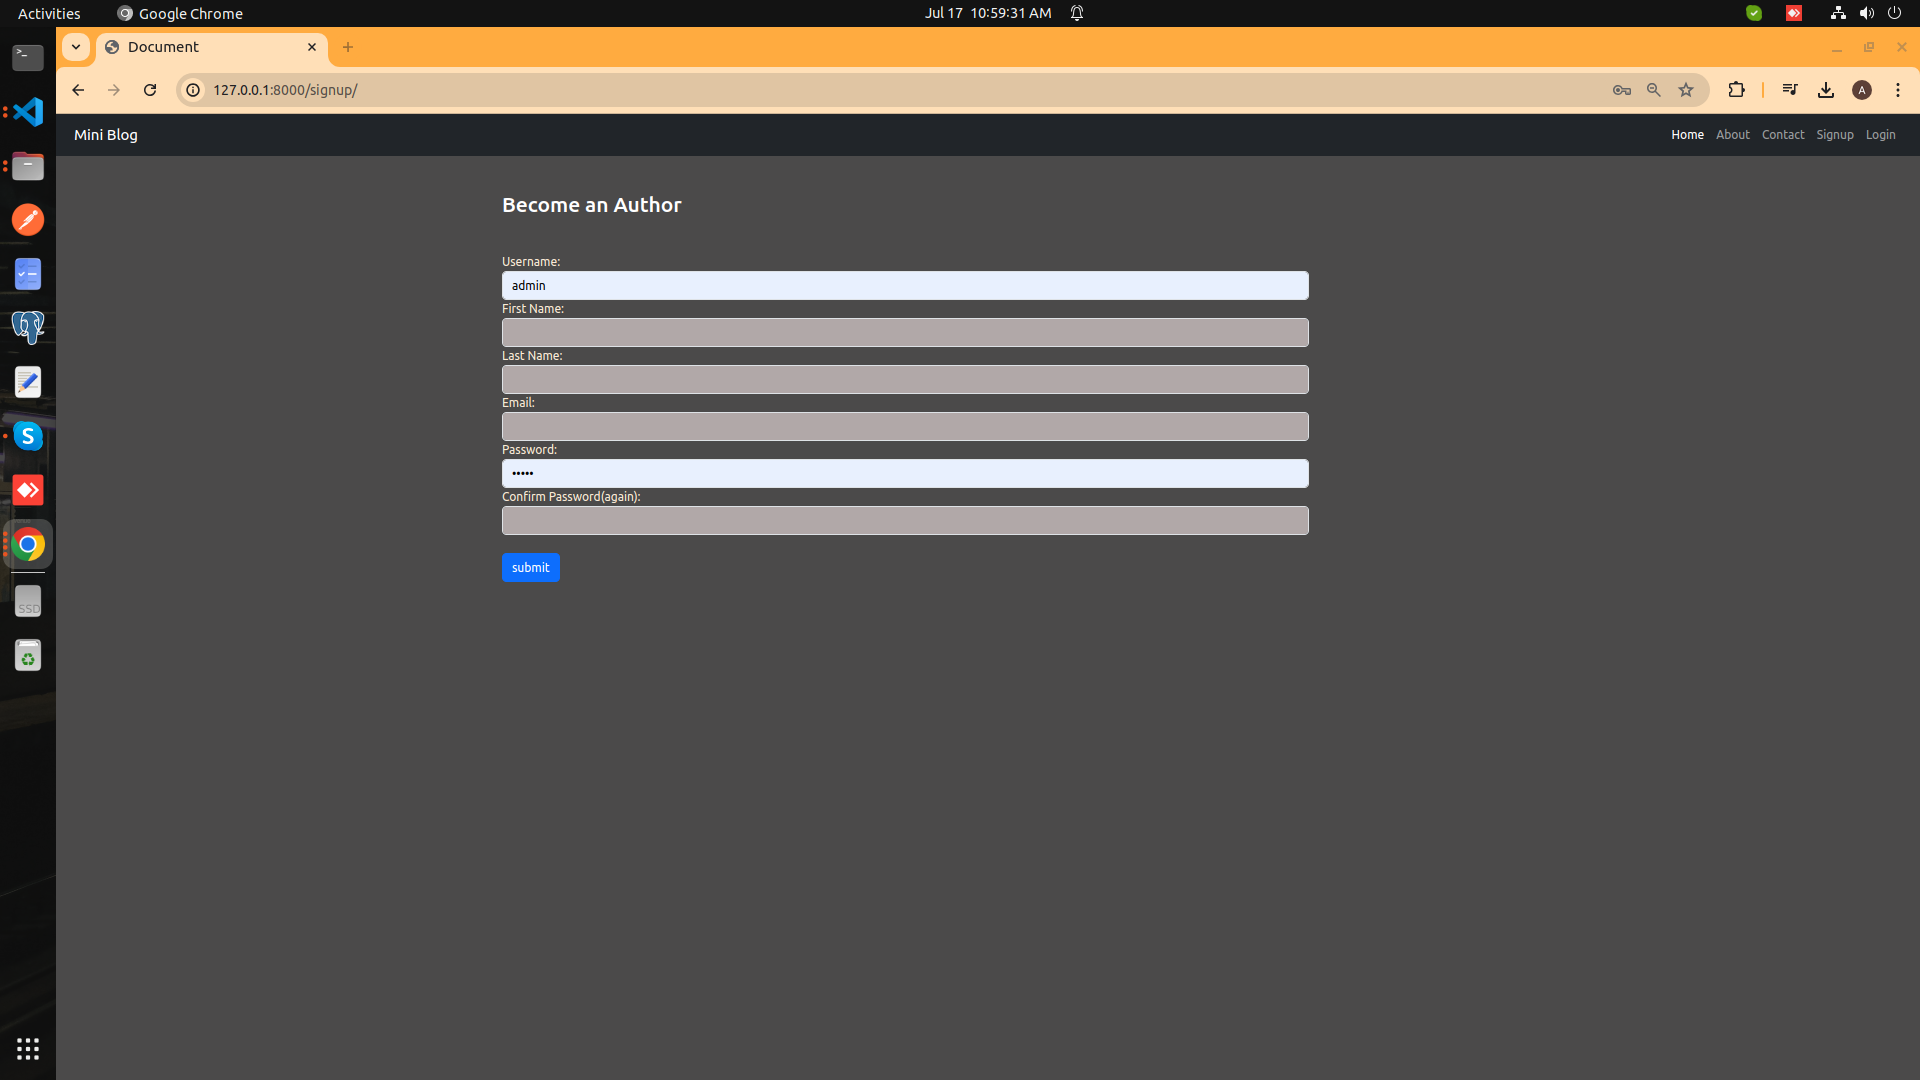 Activities Google Chrome Jul 17 10:59:31 AM
Document
127.0.0.1:8000/signup/ A
Mini Blog Home About Contact Signup Login
Become an Author
Username:
admin
First Name:
Last Name:
Email:
Password:
•••••
Confirm Password(again):
submit
S
SSD